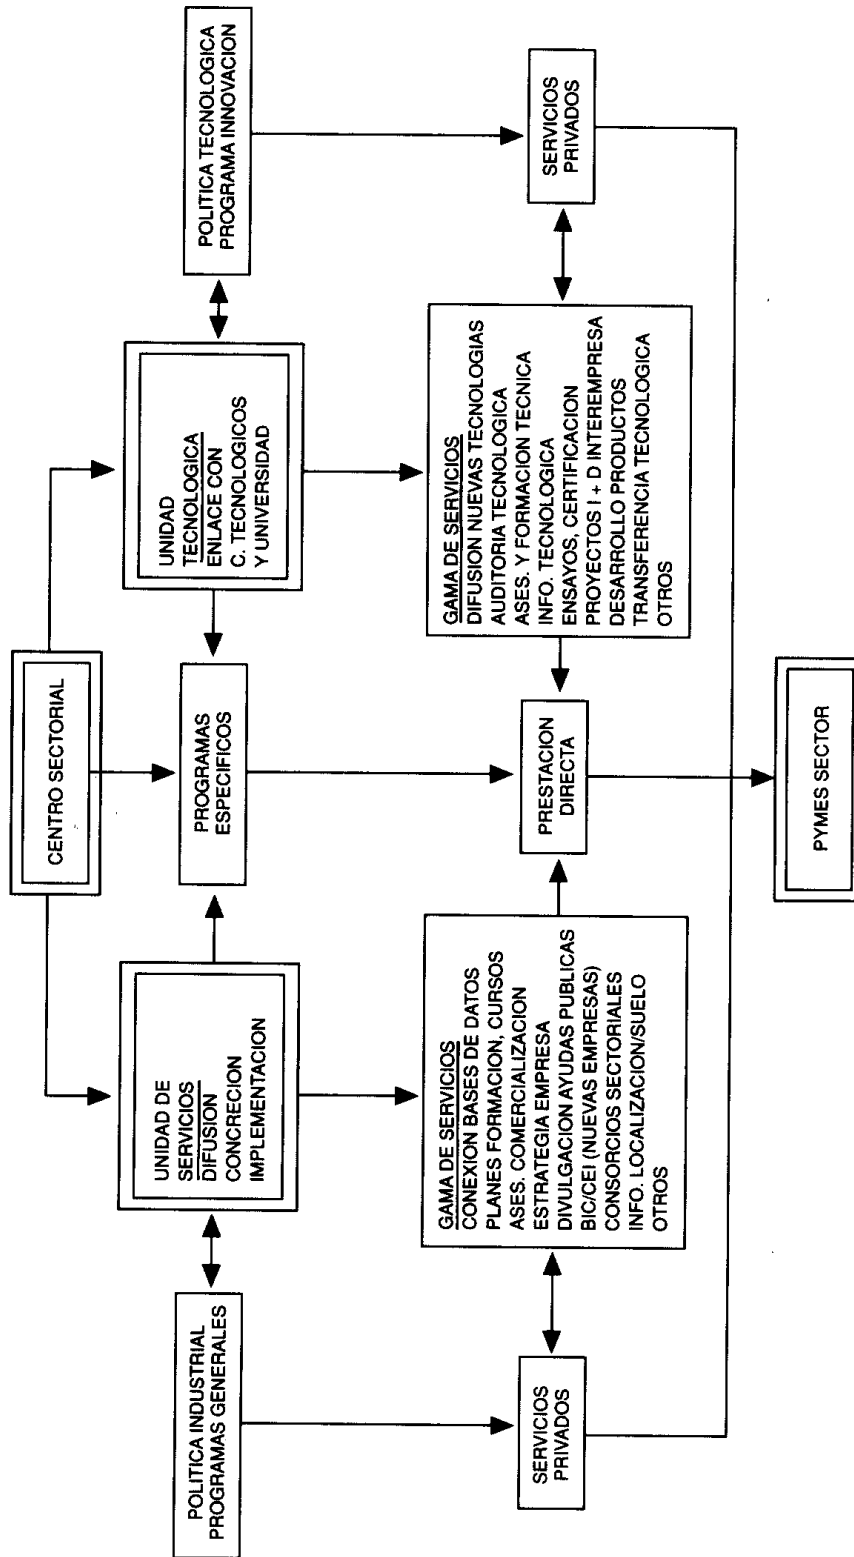 CENTRO SECTORIAL
UNIDAD DE
SERVICIOS
DIFUSION
CONCRECION
IMPLEMENTACION
UNIDAD
TECNOLOGICA
ENLACE CON
C. TECNOLOGICOS
Y UNIVERSIDAD
POLITICA INDUSTRIAL
PROGRAMAS GENERALES
PROGRAMAS
ESPECIFICOS
POLITICA TECNOLOGICA
PROGRAMA INNOVACION
GAMA DE SERVICIOS
CONEXION BASES DE DATOS
PLANES FORMACION, CURSOS
ASES. COMERCIALIZACION
ESTRATEGIA EMPRESA
DIVULGACION AYUDAS PUBLICAS
BIC/CEI (NUEVAS EMPRESAS)
CONSORCIOS SECTORIALES
INFO. LOCALIZACION/SUELO
OTROS
GAMA DE SERVICIOS
DIFUSION NUEVAS TECNOLOGIAS
AUDITORIA TECNOLOGICA
ASES. Y FORMACION TECNICA
INFO. TECNOLOGICA
ENSAYOS, CERTIFICACION
PROYECTOS I + D INTEREMPRESA
DESARROLLO PRODUCTOS
TRANSFERENCIA TECNOLOGICA
OTROS
SERVICIOS
PRIVADOS
PRESTACION
DIRECTA
SERVICIOS
PRIVADOS
PYMES SECTOR